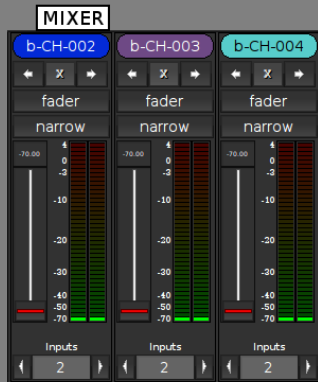 MIXER
b-CH-002 b-CH-003 b-CH-004
X X X
fader fader fader
narrow narrow narrow
-70.00 4 -70.00 4 -70.00 4
0 0 0
-3 -3 -3
-10 -10 -10
-20 -20 -20
-30 -30 -30
-40 -40 -40
-50 -50 -50
-70 -70 -70
Inputs Inputs Inputs
2 2 2